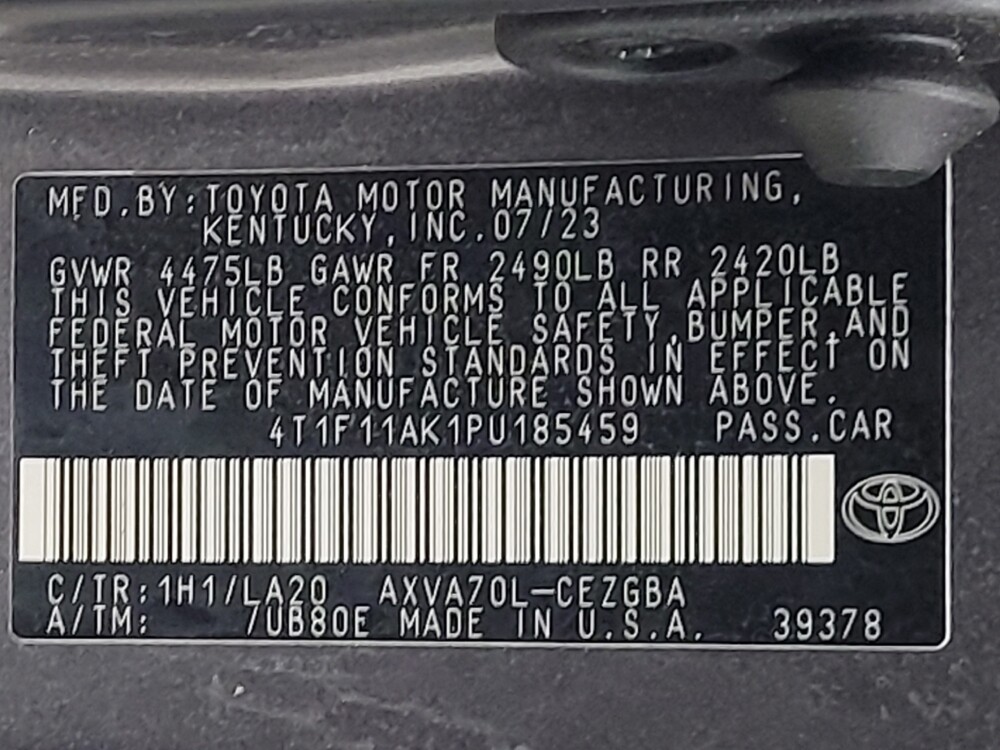 MFD.BY:TOYOTA MOTOR MANUFACTURING,
KENTUCKY,INC.07/23
GVWR 4475LB GAWR FR 2490LB RR 2420LB
THIS VEHICLE CONFORMS TO ALL APPLICABLE
FEDERAL MOTOR VEHICLE SAFETY,BUMPER,AND
THEFT PREVENTION STANDARDS IN EFFECT ON
THE DATE OF MANUFACTURE SHOWN ABOVE.
4T1F11AK1PU185459 PASS.CAR
C/TR:1H1/LA20 AXVA70L-CEZGBA
A/TM: /UB80E MADE IN U.S.A. 39378